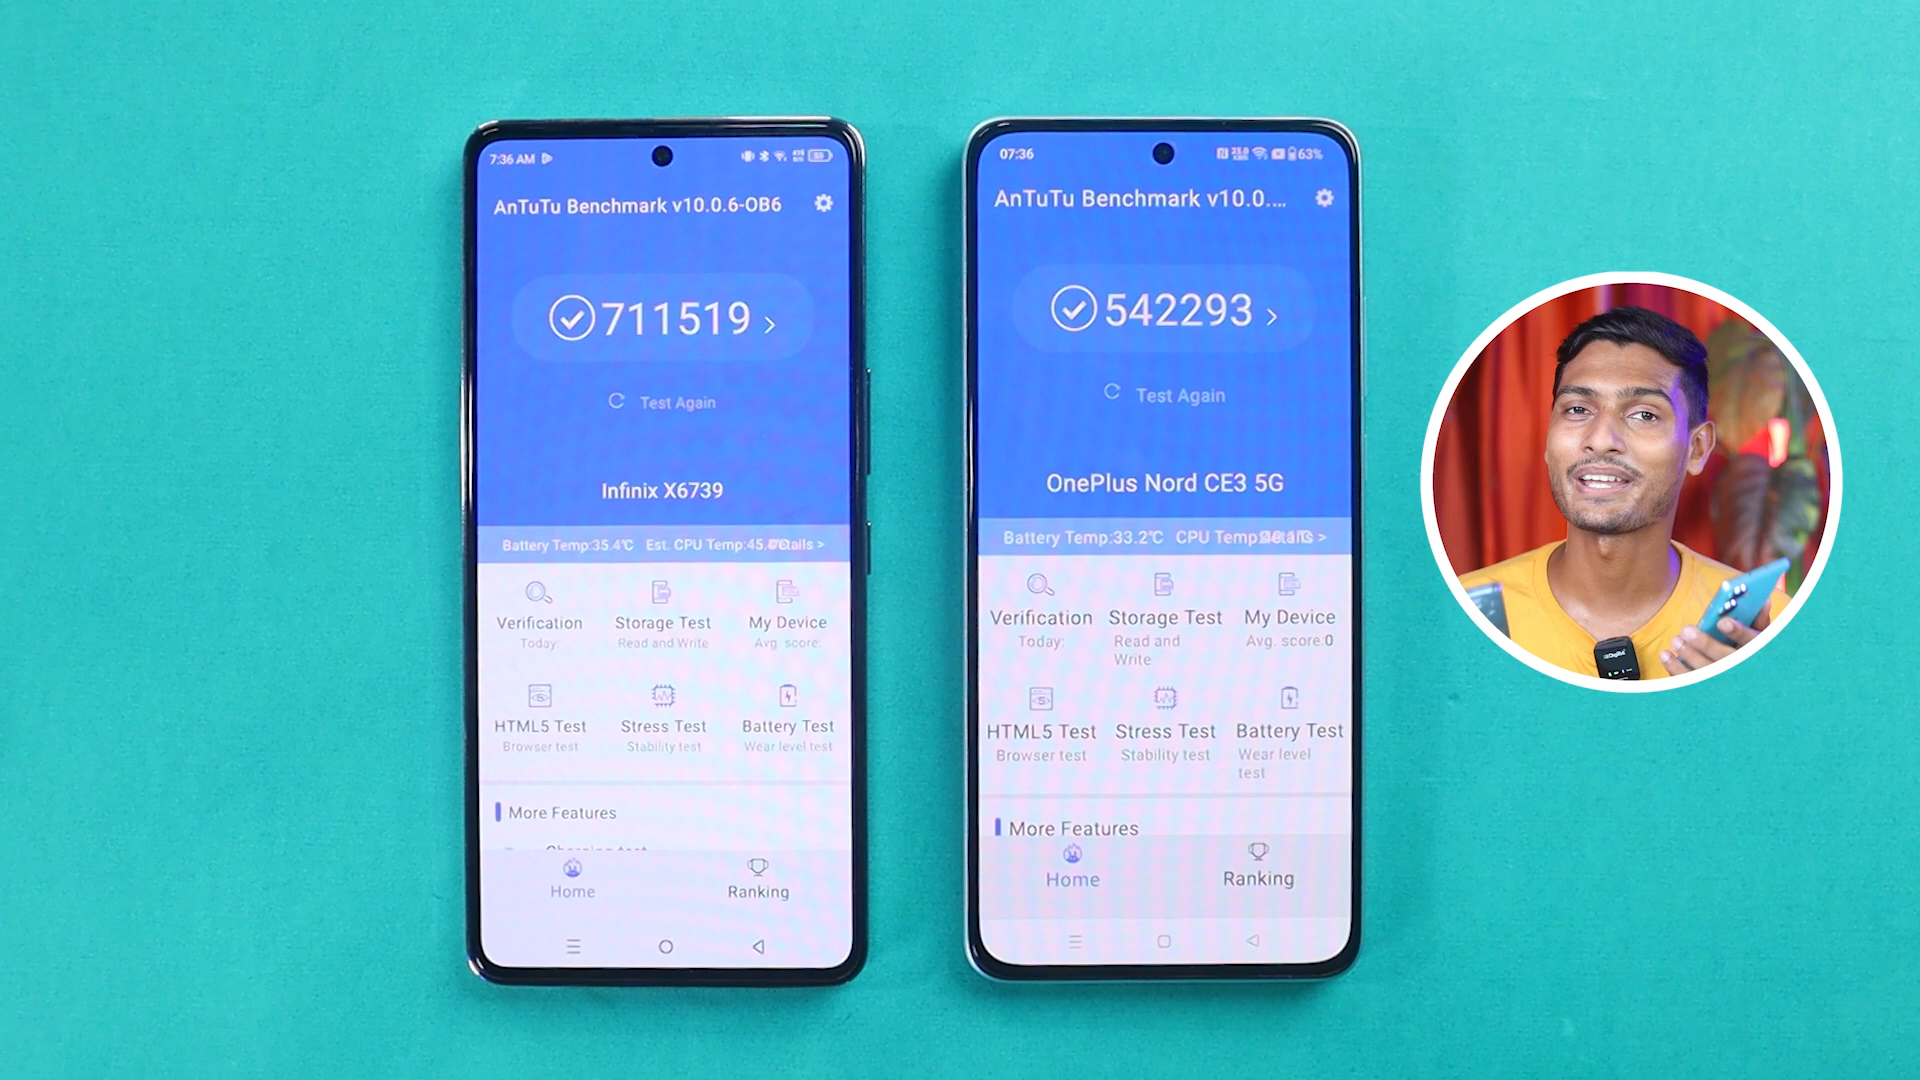 7:36 AM
AnTuTu Benchmark v10.0.6-OB6
711519 >
Test Again
Infinix X6739
Battery Temp:35.4℃ Est. CPU Temp:45. Details >
Verification
Today:
Storage Test
Read and Write
My Device
Avg. score:
HTML5 Test
Browser test
Stress Test
Stability test
Battery Test
Wear level test
More Features
Charging test
Home
Ranking
07:36
63%
AnTuTu Benchmark v10.0....
542293 >
Test Again
OnePlus Nord CE3 5G
Battery Temp:33.2℃ CPU Temp: Details >
Verification
Today:
Storage Test
Read and
Write
My Device
Avg. score:0
HTML5 Test
Browser test
Stress Test
Stability test
Battery Test
Wear level
test
More Features
Home
Ranking